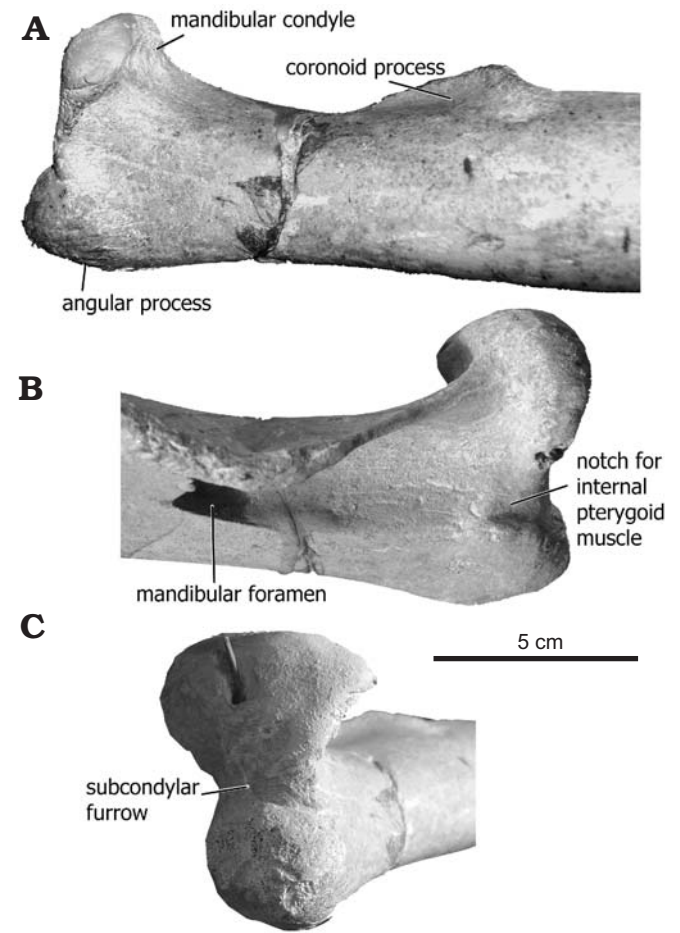 A
mandibular condyle
coronoid process
angular process
B
notch for
internal
pterygoid
muscle
mandibular foramen
C
5 cm
subcondylar
furrow